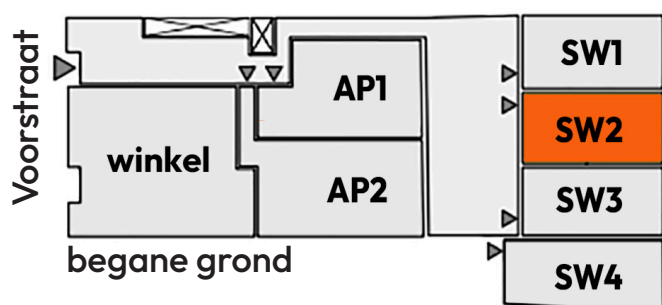 Voorstraat
winkel
AP1
AP2
SW1
SW2
SW3
SW4
begane grond